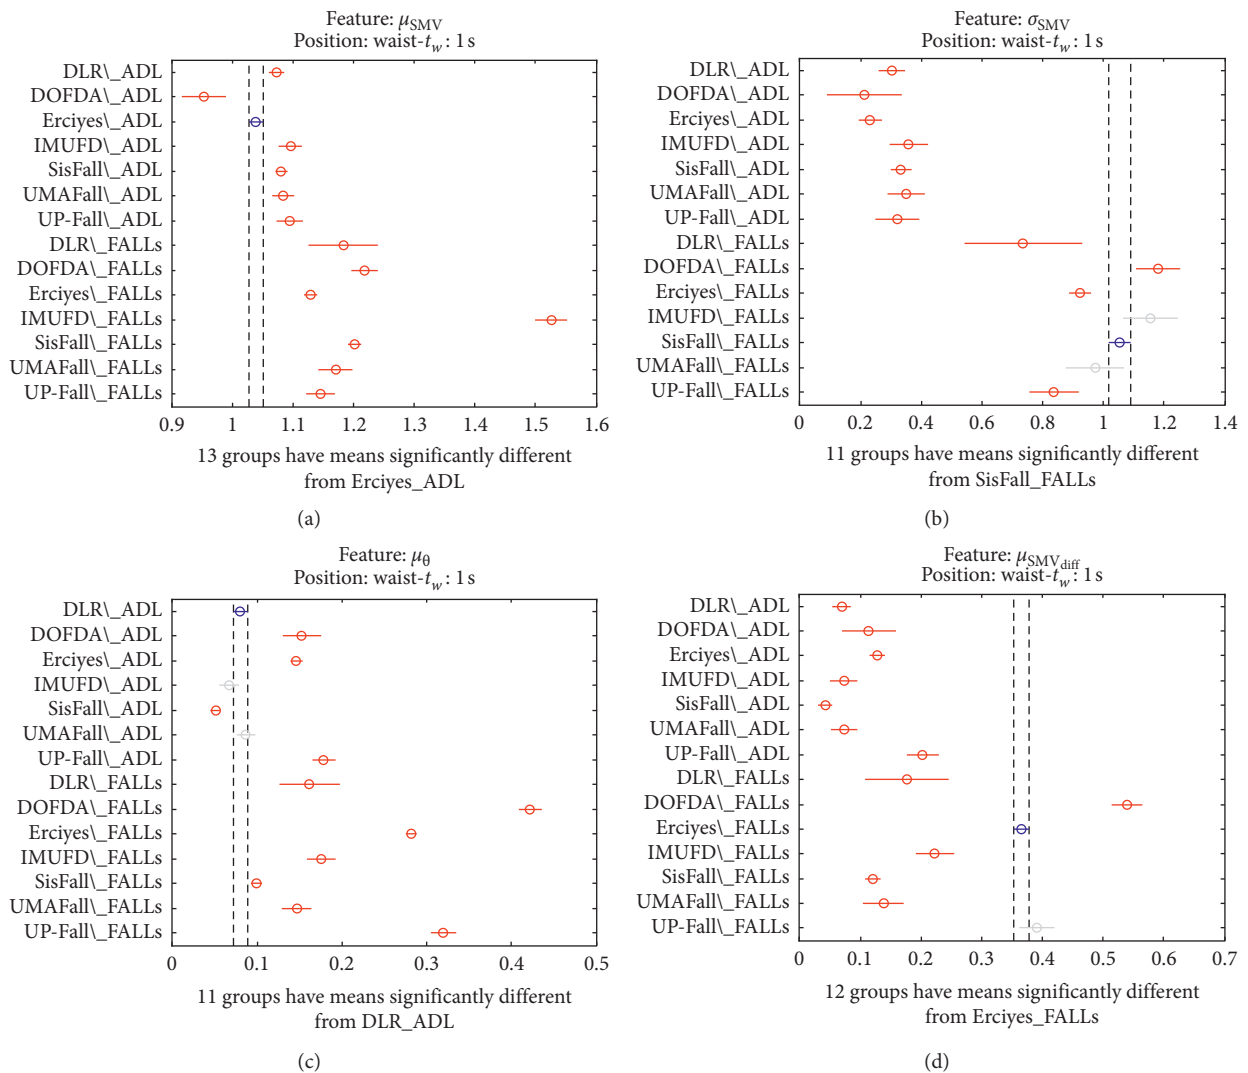 Feature: μSMV
Position: waist-tw: 1 s
DLR\_ADL
DOFDA\_ADL
Erciyes\_ADL
IMUFD\_ADL
SisFall\_ADL
UMAFall\_ADL
UP-Fall\_ADL
DLR\_FALLs
DOFDA\_FALLs
Erciyes\_FALLs
IMUFD\_FALLs
SisFall\_FALLs
UMAFall\_FALLs
UP-Fall\_FALLs
0.9 1 1.1 1.2 1.3 1.4 1.5 1.6
13 groups have means significantly different
from Erciyes_ADL
(a)
Feature: σSMV
Position: waist-tw: 1 s
DLR\_ADL
DOFDA\_ADL
Erciyes\_ADL
IMUFD\_ADL
SisFall\_ADL
UMAFall\_ADL
UP-Fall\_ADL
DLR\_FALLs
DOFDA\_FALLs
Erciyes\_FALLs
IMUFD\_FALLs
SisFall\_FALLs
UMAFall\_FALLs
UP-Fall\_FALLs
0 0.2 0.4 0.6 0.8 1 1.2 1.4
11 groups have means significantly different
from SisFall_FALLs
(b)
Feature: μθ
Position: waist-tw: 1 s
DLR\_ADL
DOFDA\_ADL
Erciyes\_ADL
IMUFD\_ADL
SisFall\_ADL
UMAFall\_ADL
UP-Fall\_ADL
DLR\_FALLs
DOFDA\_FALLs
Erciyes\_FALLs
IMUFD\_FALLs
SisFall\_FALLs
UMAFall\_FALLs
UP-Fall\_FALLs
0 0.1 0.2 0.3 0.4 0.5
11 groups have means significantly different
from DLR_ADL
(c)
Feature: μSMVdiff
Position: waist-tw: 1 s
DLR\_ADL
DOFDA\_ADL
Erciyes\_ADL
IMUFD\_ADL
SisFall\_ADL
UMAFall\_ADL
UP-Fall\_ADL
DLR\_FALLs
DOFDA\_FALLs
Erciyes\_FALLs
IMUFD\_FALLs
SisFall\_FALLs
UMAFall\_FALLs
UP-Fall\_FALLs
0 0.1 0.2 0.3 0.4 0.5 0.6 0.7
12 groups have means significantly different
from Erciyes_FALLs
(d)